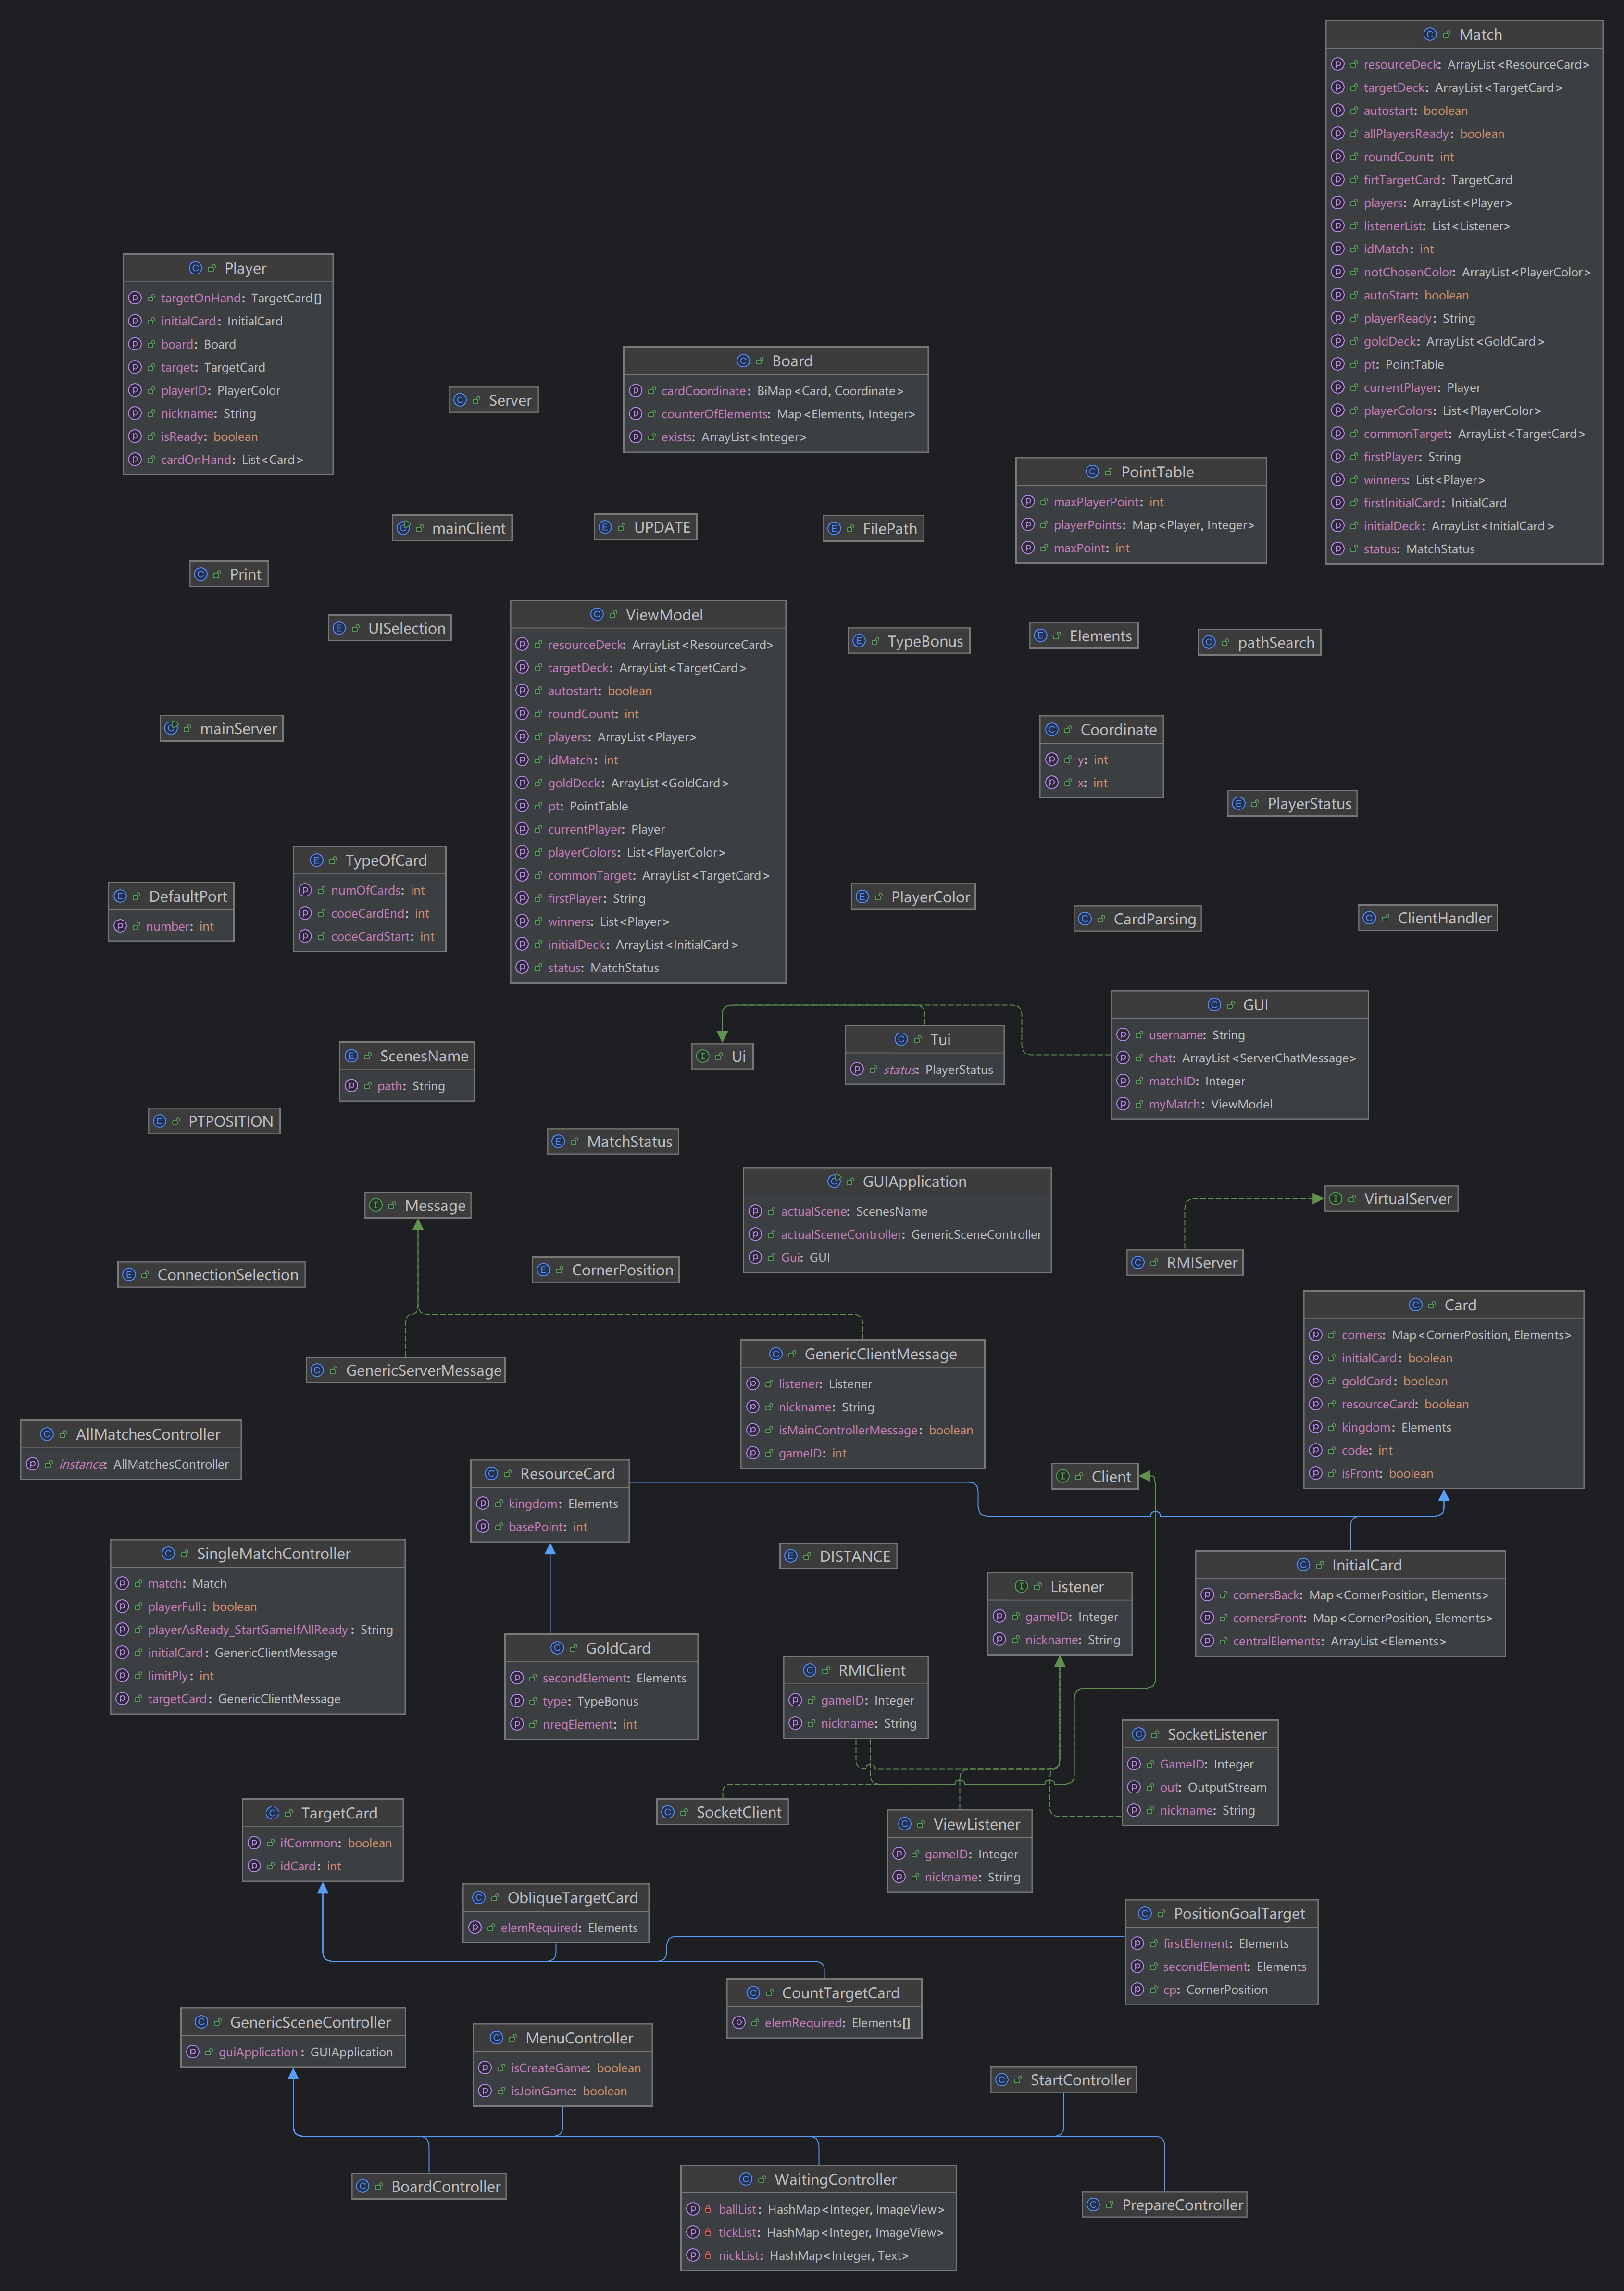 Match
resourceDeck: ArrayList<ResourceCard>
targetDeck: ArrayList<TargetCard>
autostart: boolean
allPlayersReady: boolean
roundCount: int
firtTargetCard: TargetCard
players: ArrayList<Player>
listenerList: List<Listener>
idMatch: int
notChosenColor: ArrayList<PlayerColor>
autoStart: boolean
playerReady: String
goldDeck: ArrayList<GoldCard>
pt: PointTable
currentPlayer: Player
playerColors: List<PlayerColor>
commonTarget: ArrayList<TargetCard>
firstPlayer: String
winners: List<Player>
firstInitialCard: InitialCard
initialDeck: ArrayList<InitialCard>
status: MatchStatus
Player
targetOnHand: TargetCard[]
initialCard: InitialCard
board: Board
target: TargetCard
playerID: PlayerColor
nickname: String
isReady: boolean
cardOnHand: List<Card>
Server
Board
cardCoordinate: BiMap<Card, Coordinate>
counterOfElements: Map<Elements, Integer>
exists: ArrayList<Integer>
PointTable
maxPlayerPoint: int
playerPoints: Map<Player, Integer>
maxPoint: int
mainClient
UPDATE
FilePath
Print
UISelection
ViewModel
resourceDeck: ArrayList<ResourceCard>
targetDeck: ArrayList<TargetCard>
autostart: boolean
roundCount: int
players: ArrayList<Player>
idMatch: int
goldDeck: ArrayList<GoldCard>
pt: PointTable
currentPlayer: Player
playerColors: List<PlayerColor>
commonTarget: ArrayList<TargetCard>
firstPlayer: String
winners: List<Player>
initialDeck: ArrayList<InitialCard>
status: MatchStatus
TypeBonus
Elements
pathSearch
mainServer
Coordinate
y: int
x: int
PlayerStatus
DefaultPort
number: int
TypeOfCard
numOfCards: int
codeCardEnd: int
codeCardStart: int
PlayerColor
CardParsing
ClientHandler
ScenesName
path: String
Ui
Tui
status: PlayerStatus
GUI
username: String
chat: ArrayList<ServerChatMessage>
matchID: Integer
myMatch: ViewModel
PTPOSITION
MatchStatus
Message
GUIApplication
actualScene: ScenesName
actualSceneController: GenericSceneController
Gui: GUI
VirtualServer
ConnectionSelection
CornerPosition
RMIServer
GenericServerMessage
GenericClientMessage
listener: Listener
nickname: String
isMainControllerMessage: boolean
gameID: int
Card
corners: Map<CornerPosition, Elements>
initialCard: boolean
goldCard: boolean
resourceCard: boolean
kingdom: Elements
code: int
isFront: boolean
AllMatchesController
instance: AllMatchesController
ResourceCard
kingdom: Elements
basePoint: int
Client
SingleMatchController
match: Match
playerFull: boolean
playerAsReady_StartGameIfAllReady: String
initialCard: GenericClientMessage
limitPly: int
targetCard: GenericClientMessage
DISTANCE
Listener
gameID: Integer
nickname: String
InitialCard
cornersBack: Map<CornerPosition, Elements>
cornersFront: Map<CornerPosition, Elements>
centralElements: ArrayList<Elements>
GoldCard
secondElement: Elements
type: TypeBonus
nreqElement: int
RMIClient
gameID: Integer
nickname: String
SocketListener
GameID: Integer
out: OutputStream
nickname: String
TargetCard
ifCommon: boolean
idCard: int
SocketClient
ViewListener
gameID: Integer
nickname: String
ObliqueTargetCard
elemRequired: Elements
PositionGoalTarget
firstElement: Elements
secondElement: Elements
cp: CornerPosition
CountTargetCard
elemRequired: Elements[]
GenericSceneController
guiApplication: GUIApplication
MenuController
isCreateGame: boolean
isJoinGame: boolean
StartController
BoardController
WaitingController
ballList: HashMap<Integer, ImageView>
tickList: HashMap<Integer, ImageView>
nickList: HashMap<Integer, Text>
PrepareController